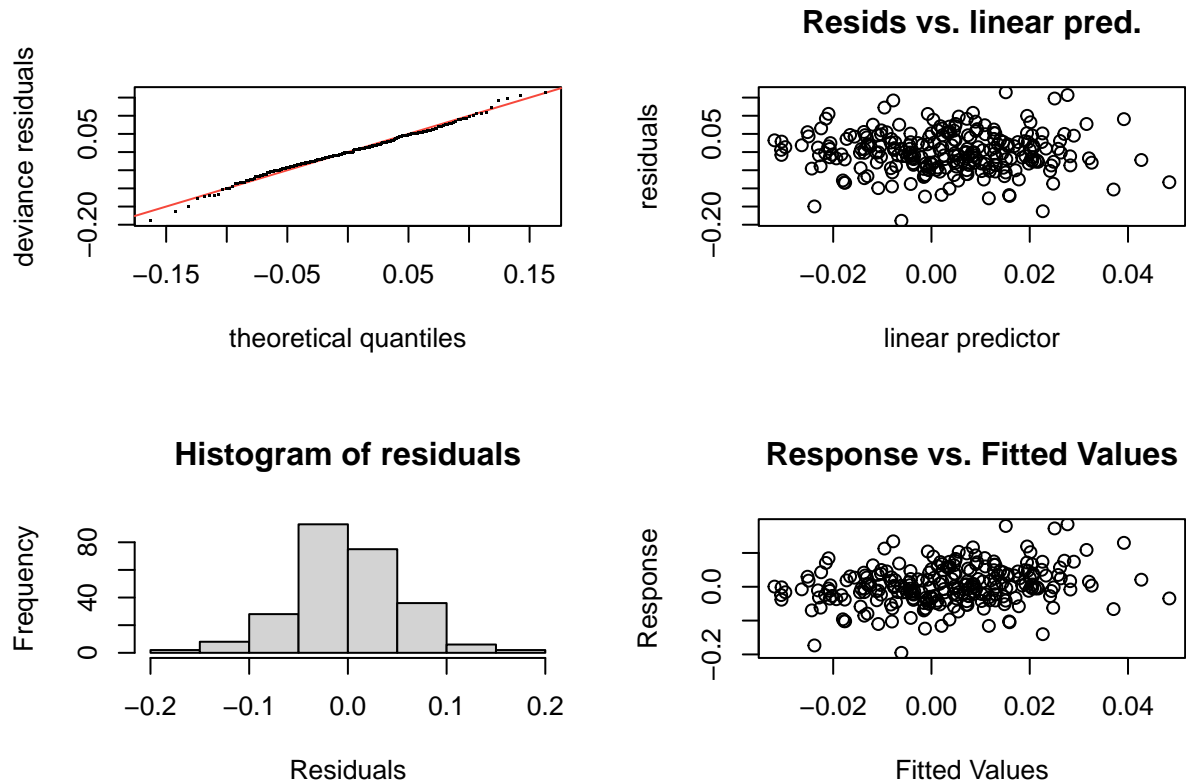 deviance residuals
0.05
−0.20
−0.15
−0.05
0.05
0.15
theoretical quantiles
Resids vs. linear pred.
residuals
0.05
−0.20
−0.02
0.00
0.02
0.04
linear predictor
Histogram of residuals
Frequency
80
40
0
−0.2
−0.1
0.0
0.1
0.2
Residuals
Response vs. Fitted Values
Response
0.0
−0.2
−0.02
0.00
0.02
0.04
Fitted Values